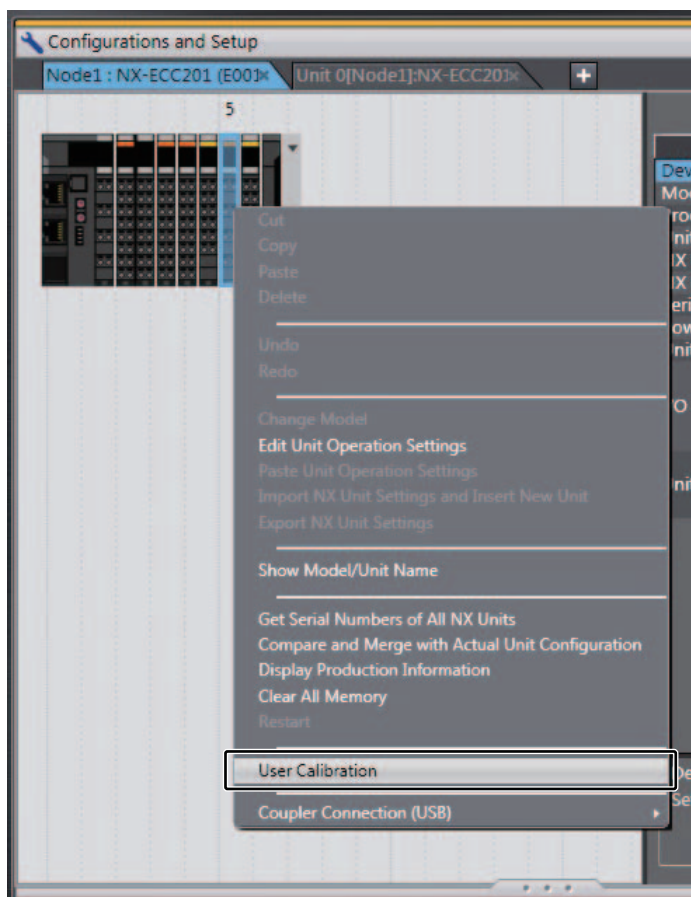 Configurations and Setup
Node1 : NX-ECC201 (E001
Unit 0[Node1]:NX-ECC201
5
Cut
Copy
Paste
Delete
Undo
Redo
Change Model
Edit Unit Operation Settings
Paste Unit Operation Settings
Import NX Unit Settings and Insert New Unit
Export NX Unit Settings
Show Model/Unit Name
Get Serial Numbers of All NX Units
Compare and Merge with Actual Unit Configuration
Display Production Information
Clear All Memory
Restart
User Calibration
Coupler Connection (USB)